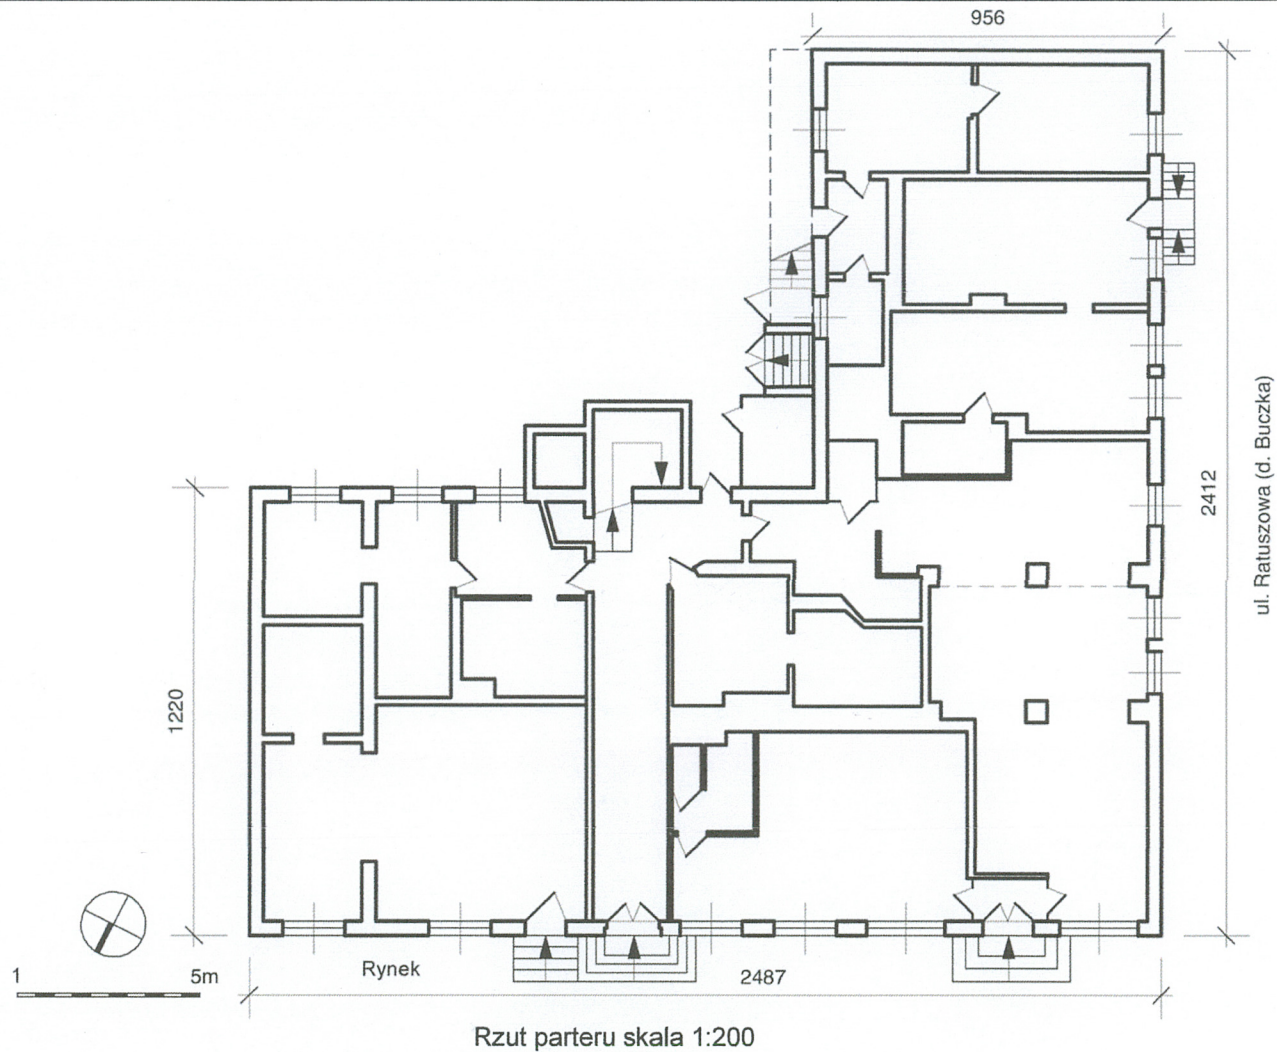 956
ul. Ratuszowa (d. Buczka)
2412
1220
1
5m
Rynek
2487
Rzut parteru skala 1:200